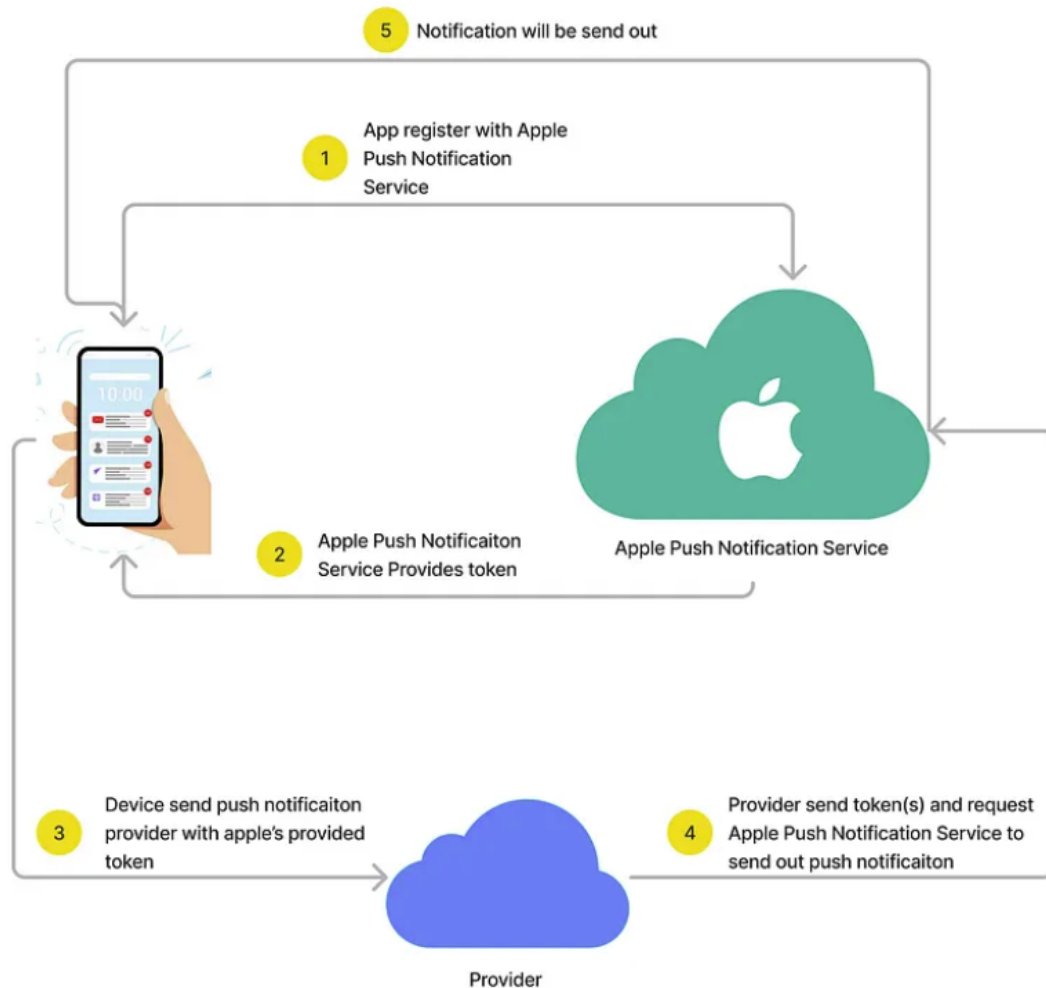 5
Notification will be send out
1
App register with Apple
Push Notification
Service
10.00
2
Apple Push Notificaiton
Service Provides token
Apple Push Notification Service
3
Device send push notificaiton
provider with apple's provided
token
4
Provider send token(s) and request
Apple Push Notification Service to
send out push notificaiton
Provider